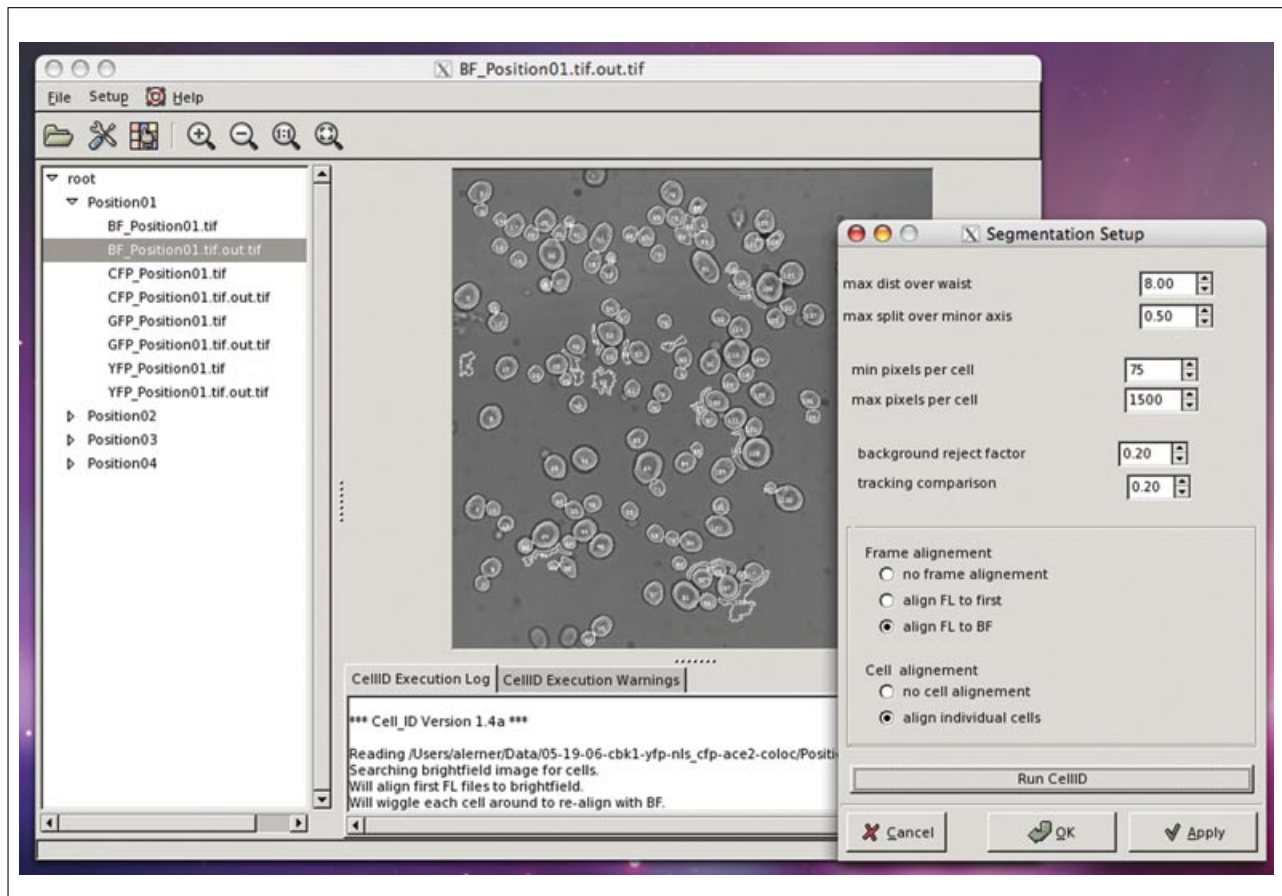 BF_Position01.tif.out.tif
File Setup Help
1:1
root
Position01
BF_Position01.tif
BF_Position01.tif.out.tif
CFP_Position01.tif
CFP_Position01.tif.out.tif
GFP_Position01.tif
GFP_Position01.tif.out.tif
YFP_Position01.tif
YFP_Position01.tif.out.tif
Position02
Position03
Position04
CellID Execution Log CellID Execution Warnings
*** Cell_ID Version 1.4a ***
Reading /Users/alerner/Data/05-19-06-cbk1-yfp-nls_cfp-ace2-coloc/Positi
Searching brightfield image for cells.
Will align first FL files to brightfield.
Will wiggle each cell around to re-align with BF.
Segmentation Setup
max dist over waist 8.00
max split over minor axis 0.50
min pixels per cell 75
max pixels per cell 1500
background reject factor 0.20
tracking comparison 0.20
Frame alignement
no frame alignement
align FL to first
align FL to BF
Cell alignement
no cell alignement
align individual cells
Run CellID
Cancel OK Apply